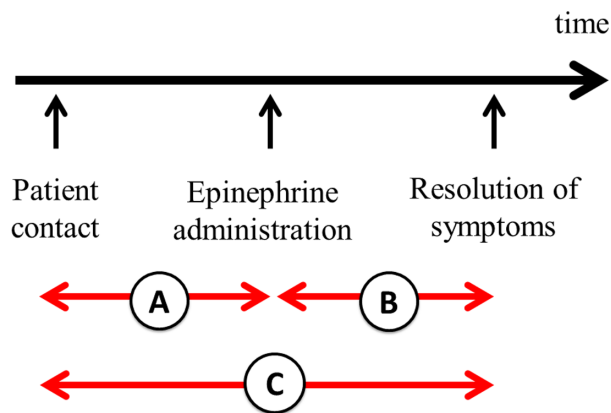 time
Patient contact
Epinephrine administration
Resolution of symptoms
A
B
C